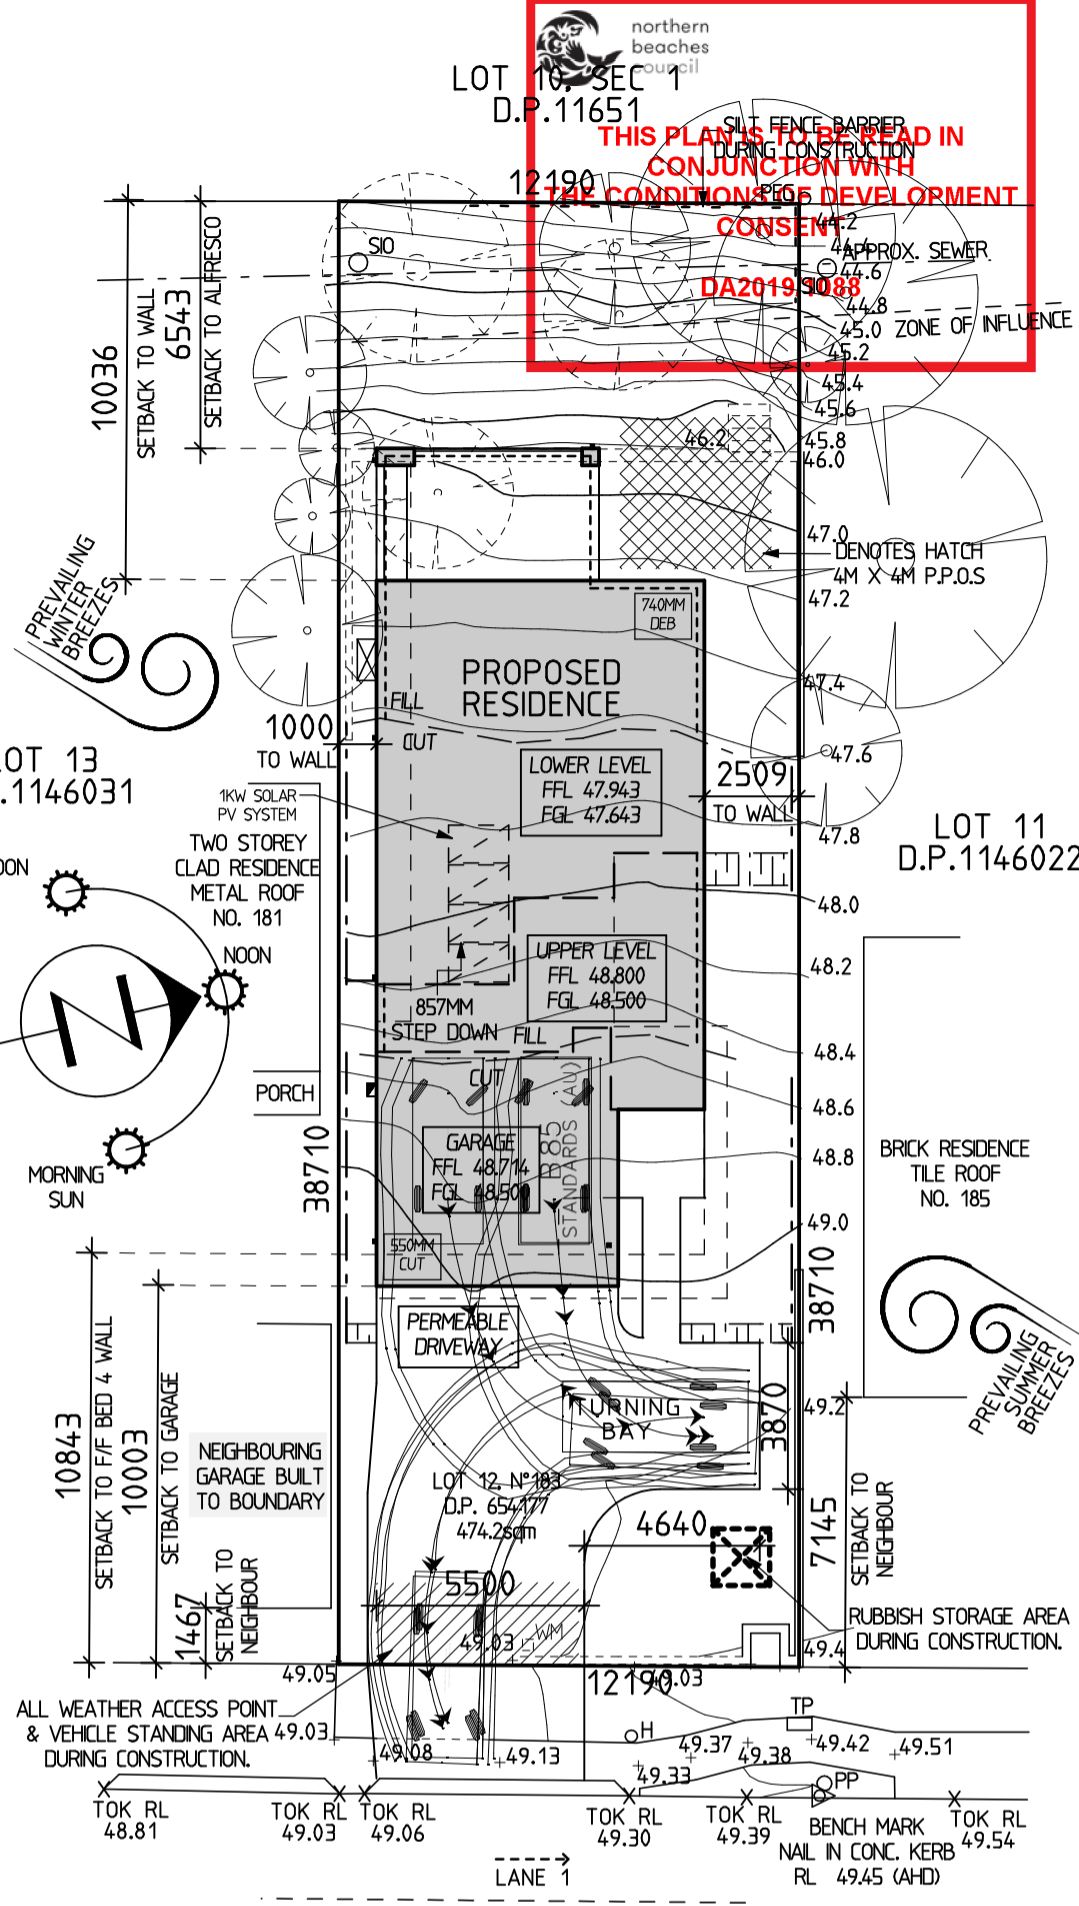 northern
beaches
council
LOT 10, SEC 1
D.P.11651
SILT FENCE BARRIER
DURING CONSTRUCTION
THIS PLAN IS TO BE READ IN
CONJUNCTION WITH
THE CONDITIONS OF DEVELOPMENT
CONSENT
DA2019/1088
12190
PEG
44.2
44.4
APPROX. SEWER
44.6
SIO
SIO
44.8
45.0
ZONE OF INFLUENCE
45.2
45.4
45.6
45.8
46.0
46.2
10036
SETBACK TO WALL
6543
SETBACK TO ALFRESCO
47.0
DENOTES HATCH
4M X 4M P.P.O.S
47.2
PREVAILING
WINTER
BREEZES
740MM
DEB
PROPOSED
RESIDENCE
47.4
FILL
CUT
1000
TO WALL
LOT 13
.1146031
47.6
LOWER LEVEL
FFL 47.943
FGL 47.643
2509
TO WALL
47.8
LOT 11
D.P.1146022
1KW SOLAR
PV SYSTEM
TWO STOREY
CLAD RESIDENCE
METAL ROOF
NO. 181
OON
NOON
48.0
UPPER LEVEL
FFL 48.800
FGL 48.500
48.2
N
857MM
STEP DOWN
FILL
CUT
48.4
PORCH
48.6
B85
STANDARDS (AU)
GARAGE
FFL 48.714
FGL 48.500
48.8
BRICK RESIDENCE
TILE ROOF
NO. 185
MORNING
SUN
38710
550MM
CUT
49.0
38710
PERMEABLE
DRIVEWAY
PREVAILING
SUMMER
BREEZES
TURNING
BAY
3870
49.2
10843
SETBACK TO F/F BED 4 WALL
10003
SETBACK TO GARAGE
NEIGHBOURING
GARAGE BUILT
TO BOUNDARY
LOT 12, N°183
D.P. 654177
474.2sqm
4640
7145
SETBACK TO
NEIGHBOUR
1467
SETBACK TO
NEIGHBOUR
5500
49.03
WM
RUBBISH STORAGE AREA
DURING CONSTRUCTION.
49.4
49.05
12190
49.03
ALL WEATHER ACCESS POINT
& VEHICLE STANDING AREA
DURING CONSTRUCTION.
49.03
49.08
49.13
H
49.37
49.33
49.38
TP
49.42
49.51
PP
TOK RL
48.81
TOK RL
49.03
TOK RL
49.06
TOK RL
49.30
TOK RL
49.39
TOK RL
49.54
BENCH MARK
NAIL IN CONC. KERB
RL 49.45 (AHD)
LANE 1